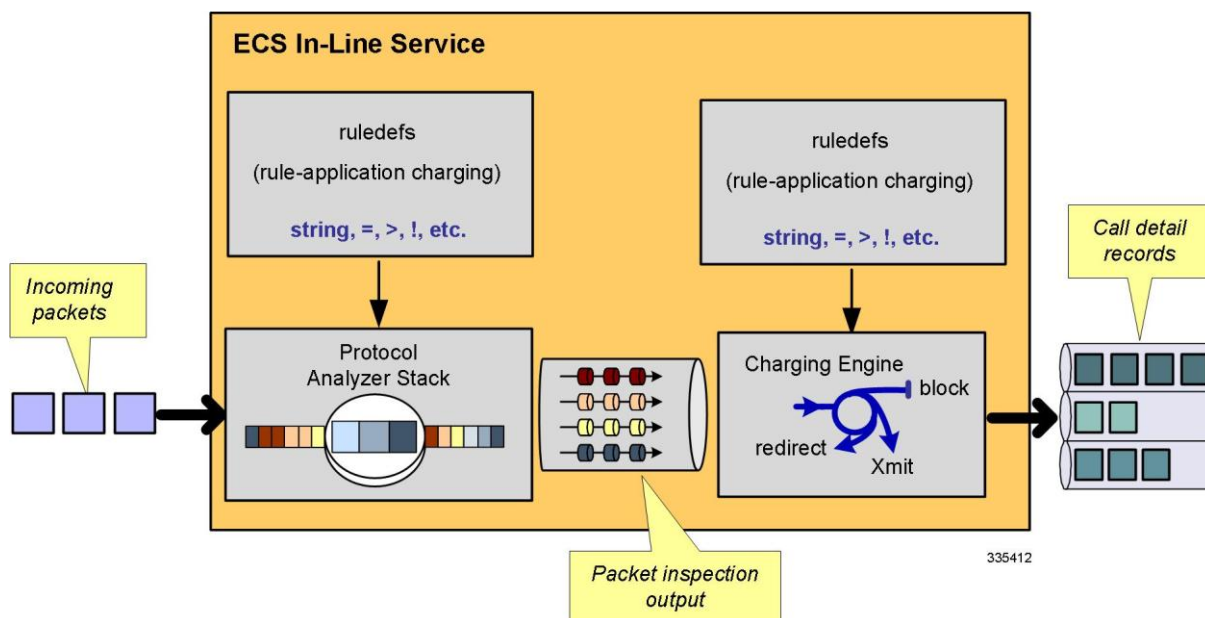 ECS In-Line Service
ruledefs
(rule-application charging)
string, =, >, !, etc.
ruledefs
(rule-application charging)
string, =, >, !, etc.
Call detail
records
Incoming
packets
Protocol
Analyzer Stack
Charging Engine
block
redirect
Xmit
Packet inspection
output
335412